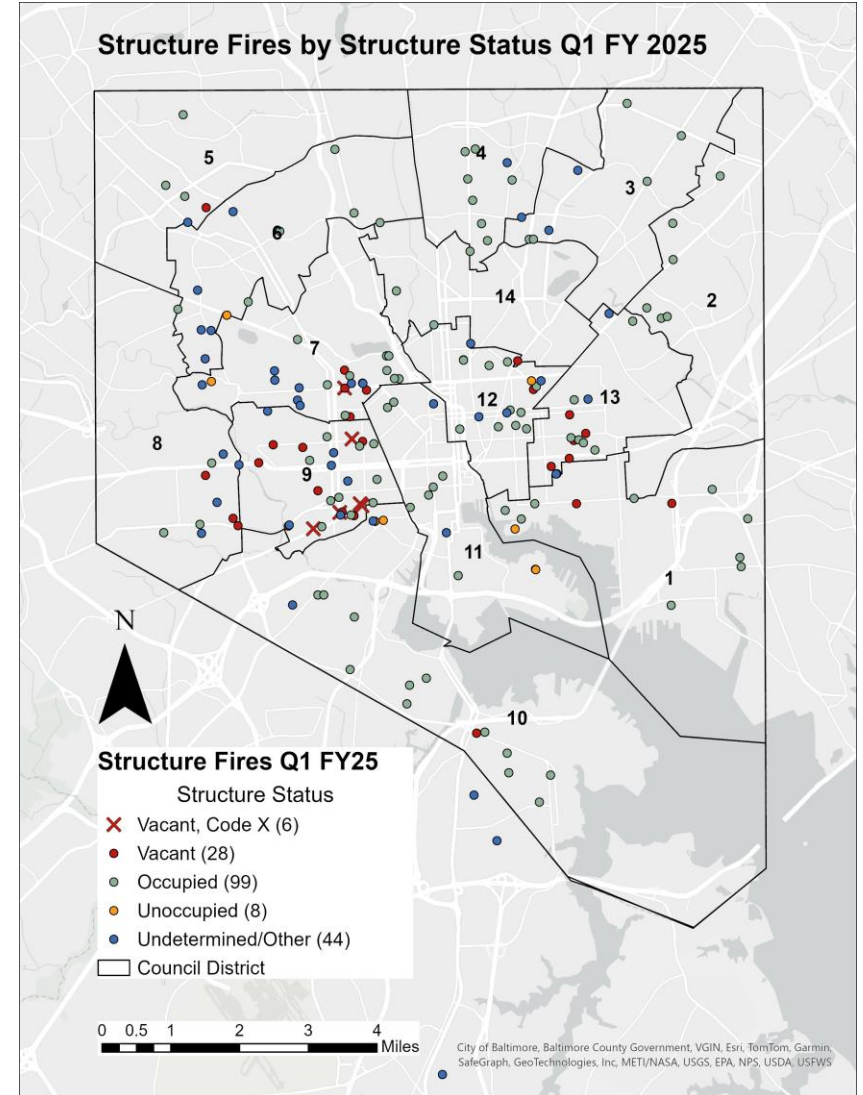 Structure Fires by Structure Status Q1 FY 2025
5
4
3
6
2
14
7
12
13
8
9
11
1
N
10
Structure Fires Q1 FY25
Structure Status
Vacant, Code X (6)
Vacant (28)
Occupied (99)
Unoccupied (8)
Undetermined/Other (44)
Council District
0 0.5 1 2 3 4
Miles
City of Baltimore, Baltimore County Government, VGIN, Esri, TomTom, Garmin,
SafeGraph, GeoTechnologies, Inc, METI/NASA, USGS, EPA, NPS, USDA, USFWS